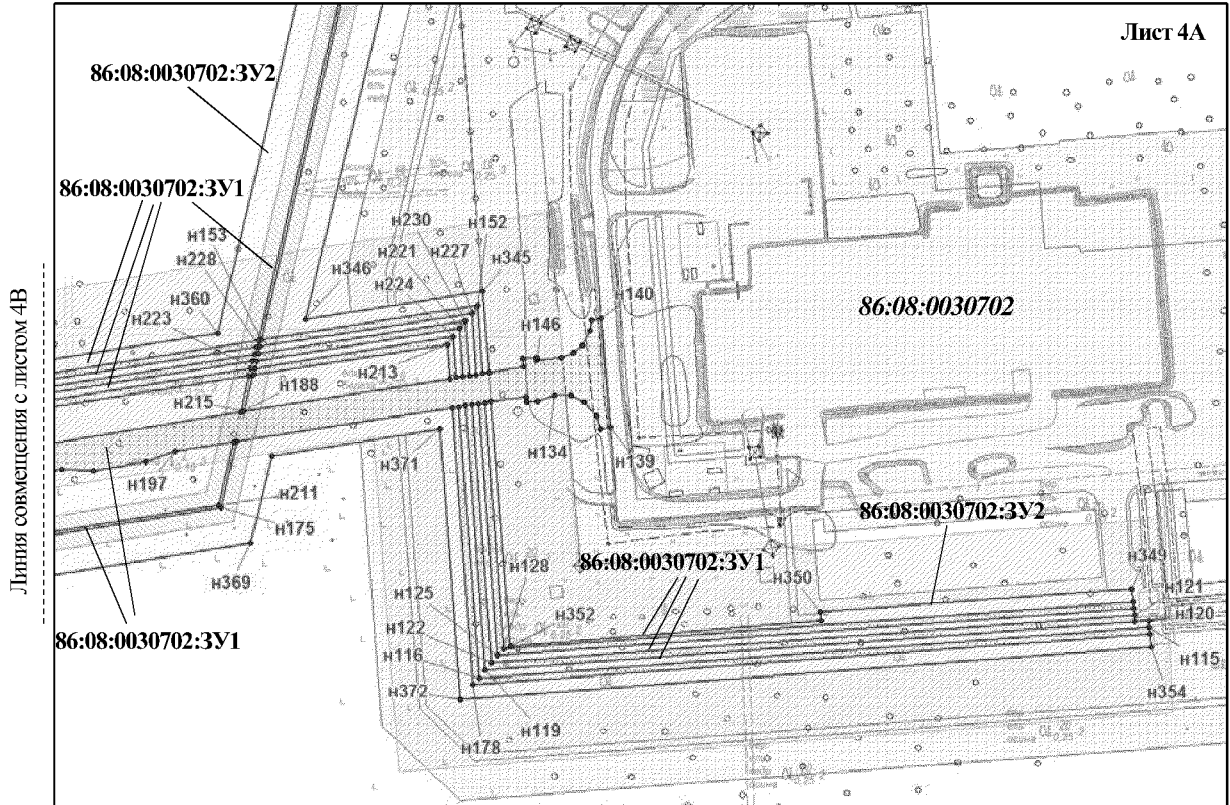 Лист 4А
86:08:0030702:ЗУ2
86:08:0030702:ЗУ1
н153
н228
н360
н223
н230
н221
н224
н227
н152
н345
н346
н140
86:08:0030702
Линия совмещения с листом 4В
н146
н213
н215
н188
н134
н139
н371
н197
н211
н175
н369
86:08:0030702:ЗУ1
86:08:0030702:ЗУ2
86:08:0030702:ЗУ1
н350
н349
н121
н120
н115
н354
н128
н125
н352
н122
н116
н372
н119
н178